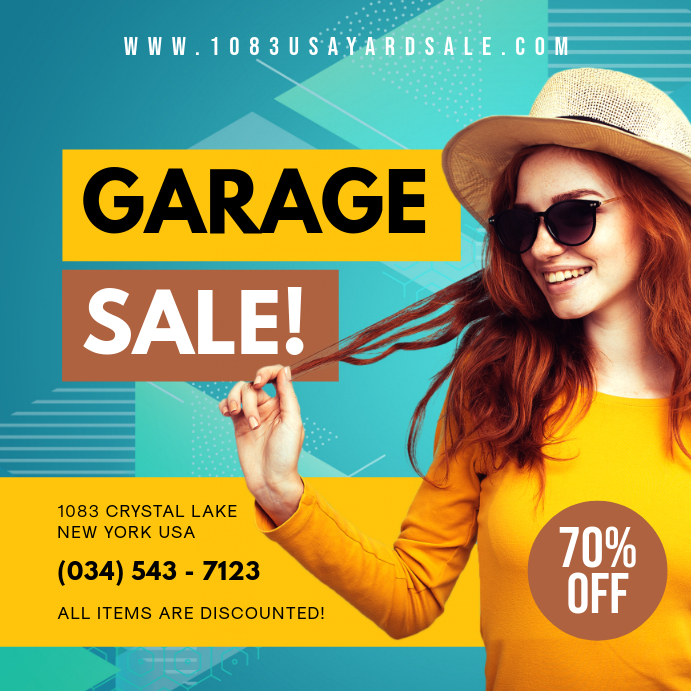 WWW.1083USAYARDSALE.COM
GARAGE
SALE!
1083 CRYSTAL LAKE
NEW YORK USA
(034) 543 - 7123
ALL ITEMS ARE DISCOUNTED!
70%
OFF